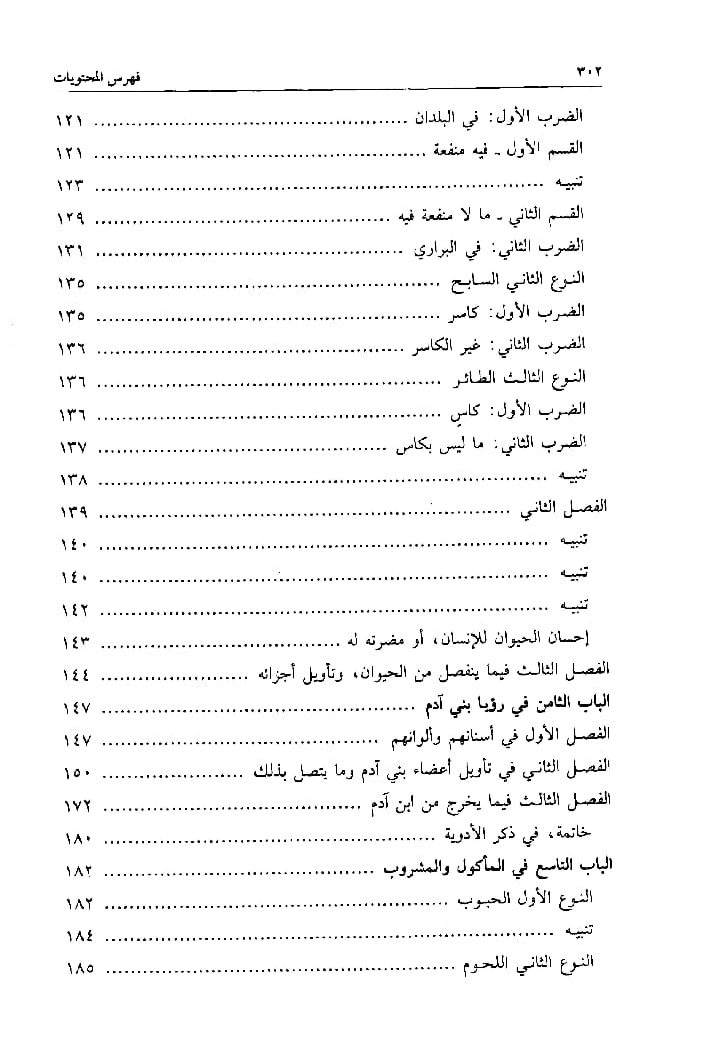 ٣٠٢ فهرس المحتويات
الضرب الأول: في البلدان ........ ١٢١
القسم الأول ـ فيه منفعة ........ ١٢١
تنبيه ........ ١٢٣
القسم الثاني ـ ما لا منفعة فيه ........ ١٢٩
الضرب الثاني: في البراري ........ ١٣١
النوع الثاني السابح ........ ١٣٥
الضرب الأول: كاسر ........ ١٣٥
الضرب الثاني: غير الكاسر ........ ١٣٦
النوع الثالث الطائر ........ ١٣٦
الضرب الأول: كاسٍ ........ ١٣٦
الضرب الثاني: ما ليس بكاس ........ ١٣٧
تنبيه ........ ١٣٨
الفصل الثاني ........ ١٣٩
تنبيه ........ ١٤٠
تنبيه ........ ١٤٠
تنبيه ........ ١٤٢
إحسان الحيوان للإنسان، أو مضرته له ........ ١٤٣
الفصل الثالث فيما ينفصل من الحيوان، وتأويل أجزائه ........ ١٤٤
الباب الثامن في رؤيا بني آدم ........ ١٤٧
الفصل الأول في أسنانهم وألوانهم ........ ١٤٧
الفصل الثاني في تأويل أعضاء بني آدم وما يتصل بذلك ........ ١٥٠
الفصل الثالث فيما يخرج من ابن آدم ........ ١٧٢
خاتمة، في ذكر الأدوية ........ ١٨٠
الباب التاسع في المأكول والمشروب ........ ١٨٢
النوع الأول الحبوب ........ ١٨٢
تنبيه ........ ١٨٤
النوع الثاني اللحوم ........ ١٨٥